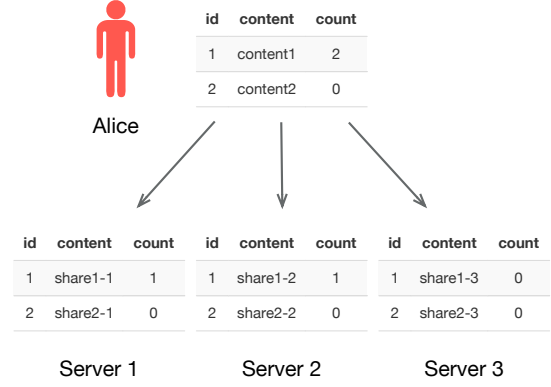 id content count
1 content1 2
2 content2 0
Alice
id content count id content count id content count
1 share1-1 1 1 share1-2 1 1 share1-3 0
2 share2-1 0 2 share2-2 0 2 share2-3 0
Server 1 Server 2 Server 3